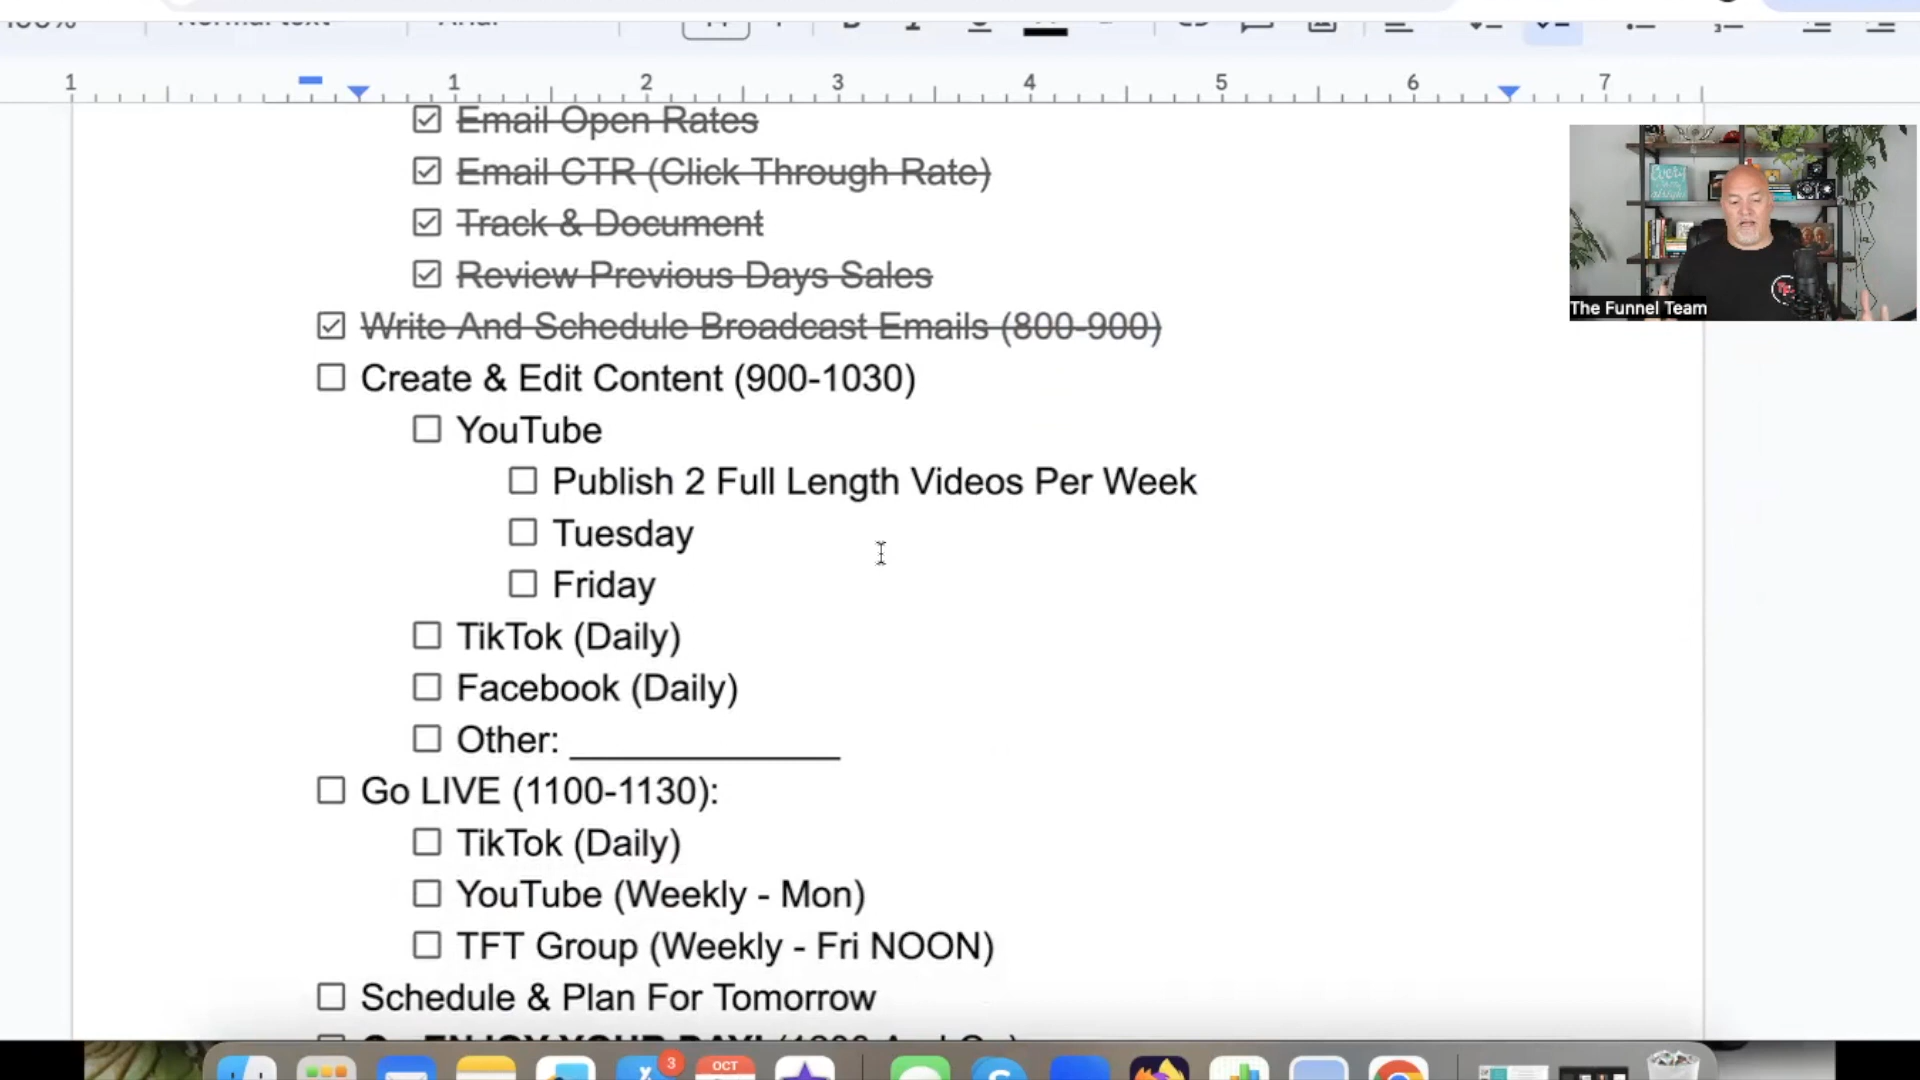 1 1 2 3 4 5 6 7
Email Open Rates
Email CTR (Click Through Rate)
Track & Document
Review Previous Days Sales
Write And Schedule Broadcast Emails (800-900)
Create & Edit Content (900-1030)
YouTube
Publish 2 Full Length Videos Per Week
Tuesday
Friday
TikTok (Daily)
Facebook (Daily)
Other: ______________
Go LIVE (1100-1130):
TikTok (Daily)
YouTube (Weekly - Mon)
TFT Group (Weekly - Fri NOON)
Schedule & Plan For Tomorrow
The Funnel Team
3
OCT